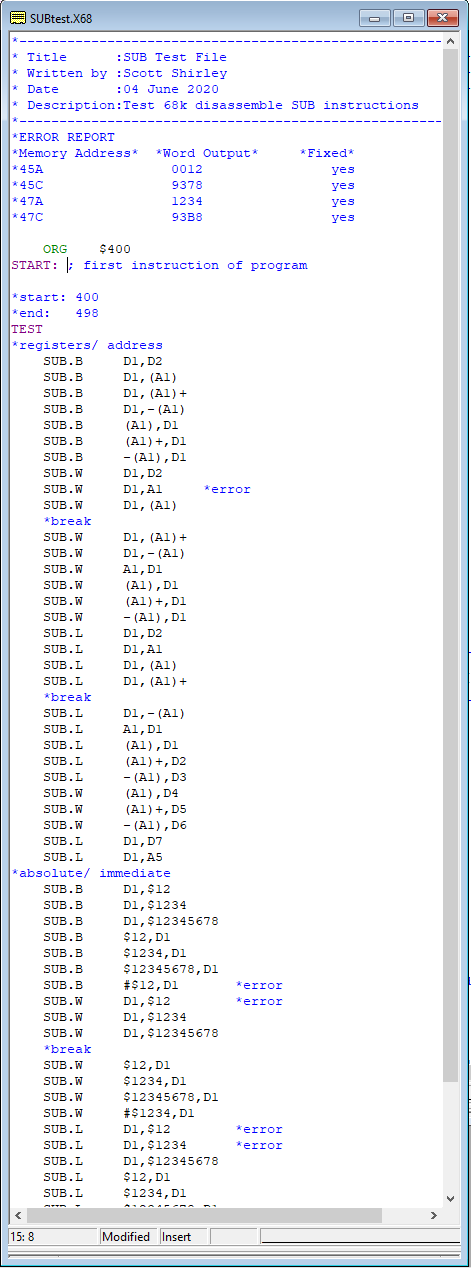 SUBtest.X68
*-----------------------------------------------------
* Title      :SUB Test File
* Written by :Scott Shirley
* Date       :04 June 2020
* Description:Test 68k disassemble SUB instructions
*-----------------------------------------------------
*ERROR REPORT
*Memory Address*  *Word Output*     *Fixed*
*45A                0012                yes
*45C                9378                yes
*47A                1234                yes
*47C                93B8                yes
    ORG    $400
START: ; first instruction of program
*start: 400
*end:   498
TEST
*registers/ address
    SUB.B     D1,D2
    SUB.B     D1,(A1)
    SUB.B     D1,(A1)+
    SUB.B     D1,-(A1)
    SUB.B     (A1),D1
    SUB.B     (A1)+,D1
    SUB.B     -(A1),D1
    SUB.W     D1,D2
    SUB.W     D1,A1     *error
    SUB.W     D1,(A1)
    *break
    SUB.W     D1,(A1)+
    SUB.W     D1,-(A1)
    SUB.W     A1,D1
    SUB.W     (A1),D1
    SUB.W     (A1)+,D1
    SUB.W     -(A1),D1
    SUB.L     D1,D2
    SUB.L     D1,A1
    SUB.L     D1,(A1)
    SUB.L     D1,(A1)+
    *break
    SUB.L     D1,-(A1)
    SUB.L     A1,D1
    SUB.L     (A1),D1
    SUB.L     (A1)+,D2
    SUB.L     -(A1),D3
    SUB.W     (A1),D4
    SUB.W     (A1)+,D5
    SUB.W     -(A1),D6
    SUB.L     D1,D7
    SUB.L     D1,A5
*absolute/ immediate
    SUB.B     D1,$12
    SUB.B     D1,$1234
    SUB.B     D1,$12345678
    SUB.B     $12,D1
    SUB.B     $1234,D1
    SUB.B     $12345678,D1
    SUB.B     #$12,D1       *error
    SUB.W     D1,$12        *error
    SUB.W     D1,$1234
    SUB.W     D1,$12345678
    *break
    SUB.W     $12,D1
    SUB.W     $1234,D1
    SUB.W     $12345678,D1
    SUB.W     #$1234,D1
    SUB.L     D1,$12        *error
    SUB.L     D1,$1234      *error
    SUB.L     D1,$12345678
    SUB.L     $12,D1
    SUB.L     $1234,D1
15: 8 Modified Insert